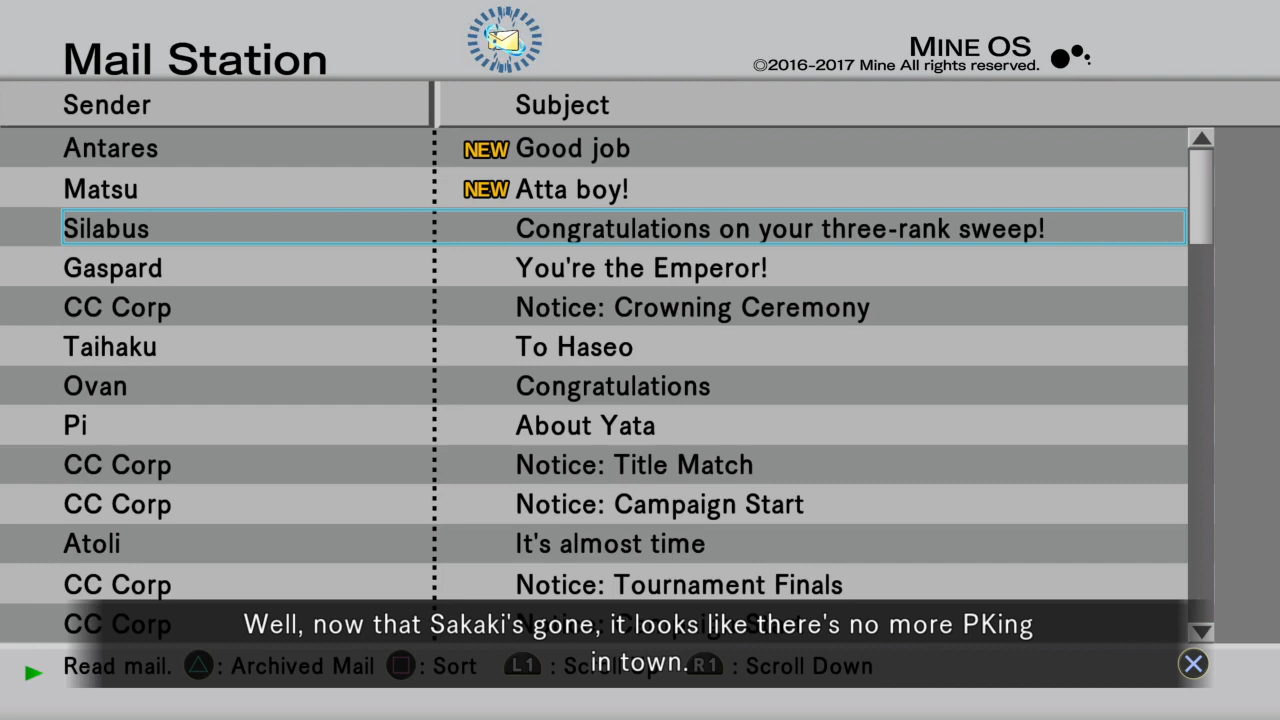 Mail Station
MINE OS
©2016-2017 Mine All rights reserved.
Sender Subject
Antares NEW Good job
Matsu NEW Atta boy!
Silabus Congratulations on your three-rank sweep!
Gaspard You're the Emperor!
CC Corp Notice: Crowning Ceremony
Taihaku To Haseo
Ovan Congratulations
Pi About Yata
CC Corp Notice: Title Match
CC Corp Notice: Campaign Start
Atoli It's almost time
CC Corp Notice: Tournament Finals
CC Corp
Well, now that Sakaki's gone, it looks like there's no more PKing
in town.
Read mail. : Archived Mail : Sort L1 : Scroll Up R1 : Scroll Down